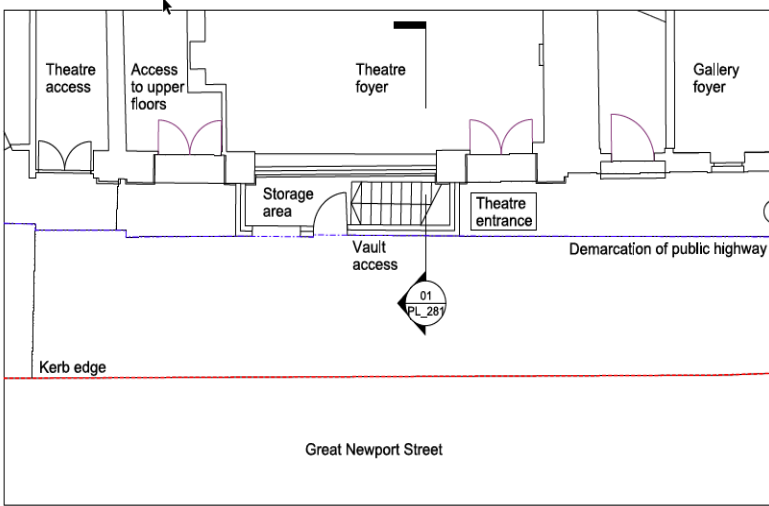 Theatre
access
Access
to upper
floors
Theatre
foyer
Gallery
foyer
Storage
area
Theatre
entrance
Vault
access
Demarcation of public highway
01
PL_281
Kerb edge
Great Newport Street